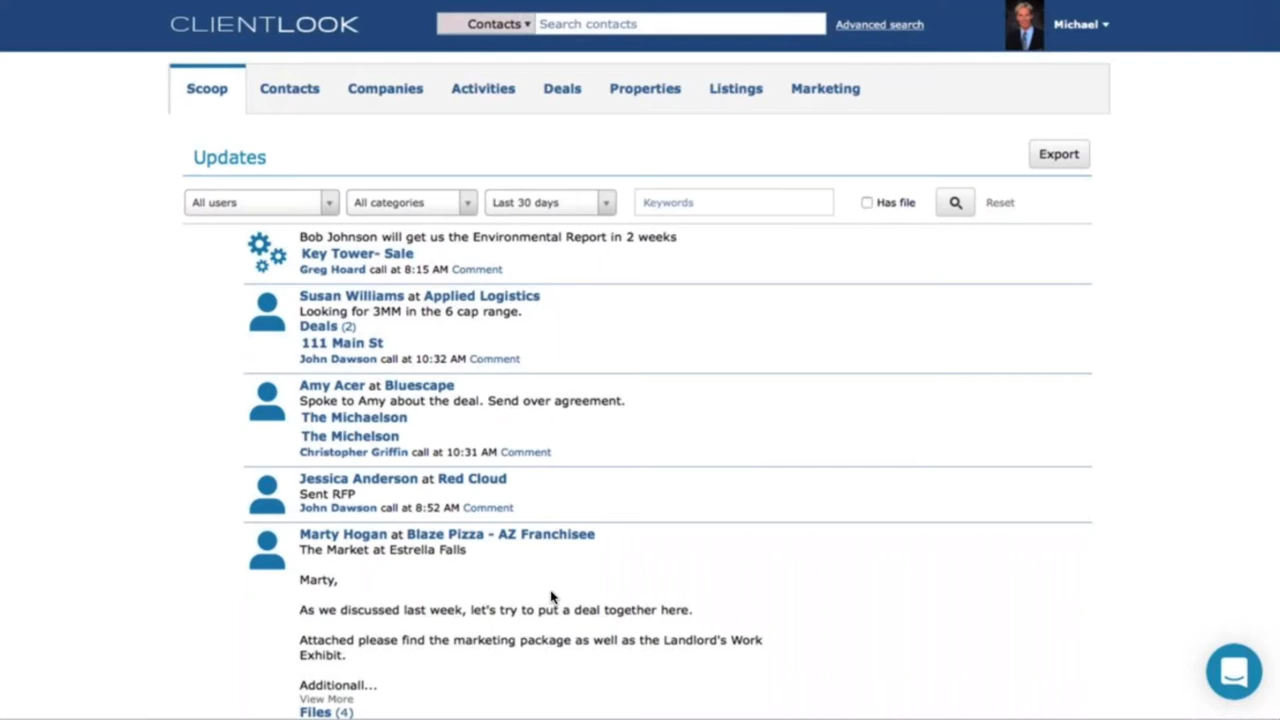 CLIENTLOOK
Contacts
Search contacts
Advanced search
Michael
Scoop
Contacts
Companies
Activities
Deals
Properties
Listings
Marketing
Updates
Export
All users
All categories
Last 30 days
Keywords
Has file
Reset
Bob Johnson will get us the Environmental Report in 2 weeks
Key Tower- Sale
Greg Hoard call at 8:15 AM Comment
Susan Williams at Applied Logistics
Looking for 3MM in the 6 cap range.
Deals (2)
111 Main St
John Dawson call at 10:32 AM Comment
Amy Acer at Bluescape
Spoke to Amy about the deal. Send over agreement.
The Michaelson
The Michelson
Christopher Griffin call at 10:31 AM Comment
Jessica Anderson at Red Cloud
Sent RFP
John Dawson call at 8:52 AM Comment
Marty Hogan at Blaze Pizza - AZ Franchisee
The Market at Estrella Falls
Marty,
As we discussed last week, let's try to put a deal together here.
Attached please find the marketing package as well as the Landlord's Work
Exhibit.
Additionall...
View More
Files (4)